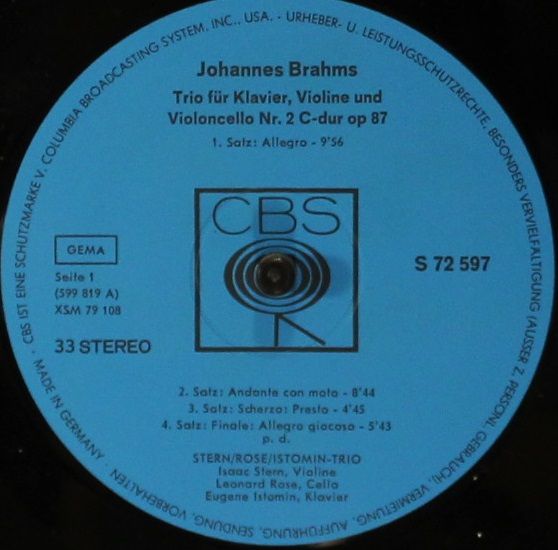 CBS IST EINE SCHUTZMARKE V. COLUMBIA BROADCASTING SYSTEM, INC., USA. - URHEBER- U. LEISTUNGSSCHUTZRECHTE, BESONDERS VERVIELFÄLTIGUNG (AUSSER Z. PERSÖNL. GEBRAUCH), VERMIETUNG, AUFFÜHRUNG, SENDUNG, VORBEHALTEN · MADE IN GERMANY ·
Johannes Brahms
Trio für Klavier, Violine und
Violoncello Nr. 2 C-dur op 87
1. Satz: Allegro - 9'56
CBS
GEMA
Seite 1
(599 819 A)
XSM 79 108
33 STEREO
S 72 597
2. Satz: Andante con moto - 8'44
3. Satz: Scherzo: Presto - 4'45
4. Satz: Finale: Allegro giocoso - 5'43
p. d.
STERN/ROSE/ISTOMIN-TRIO
Isaac Stern, Violine
Leonard Rose, Cello
Eugene Istomin, Klavier